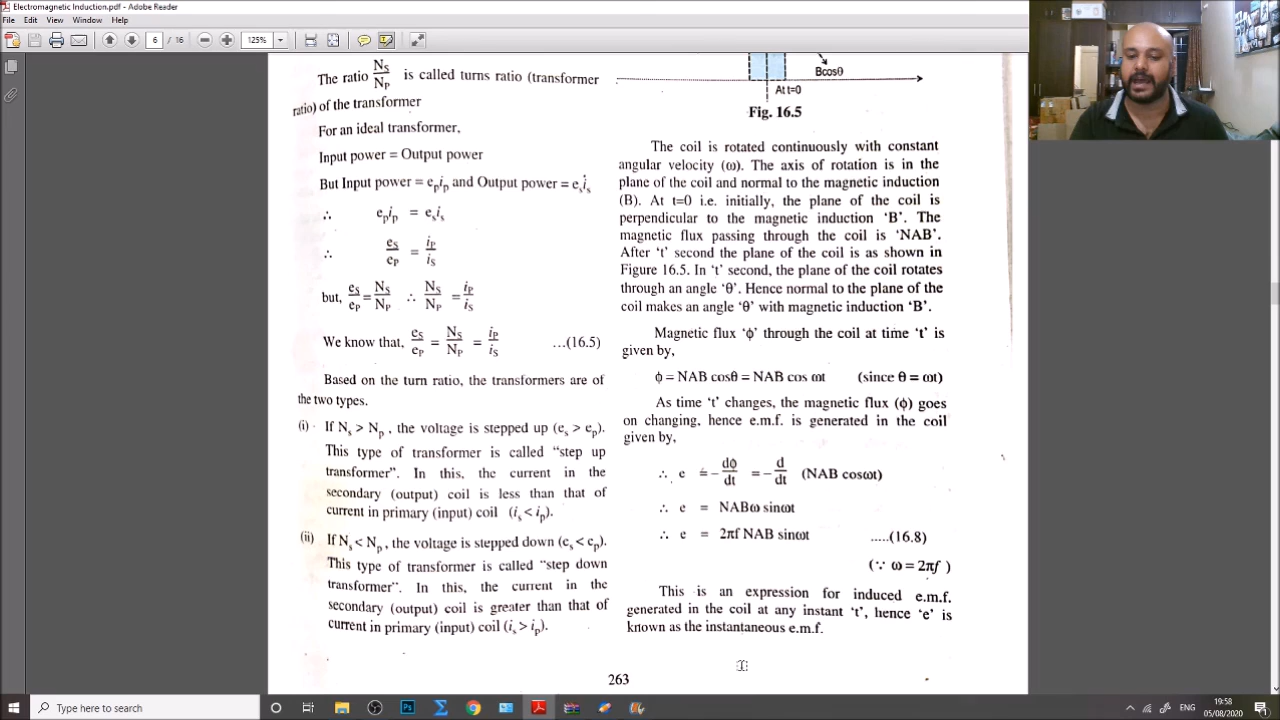 Electromagnetic Induction.pdf - Adobe Reader
File Edit View Window Help
6 / 16 125%
The ratio NS/NP is called turns ratio (transformer
ratio) of the transformer
For an ideal transformer,
Input power = Output power
But Input power = epip and Output power = esis
∴ epip = esis
∴ eS/eP = iP/iS
but, eS/eP = NS/NP ∴ NS/NP = iP/iS
We know that, eS/eP = NS/NP = iP/iS ...(16.5)
Based on the turn ratio, the transformers are of
the two types.
(i) If Ns > Np, the voltage is stepped up (es > ep).
This type of transformer is called "step up
transformer". In this, the current in the
secondary (output) coil is less than that of
current in primary (input) coil (is < ip).
(ii) If Ns < Np, the voltage is stepped down (es < ep).
This type of transformer is called "step down
transformer". In this, the current in the
secondary (output) coil is greater than that of
current in primary (input) coil (is > ip).
Bcosθ
At t=0
Fig. 16.5
The coil is rotated continuously with constant
angular velocity (ω). The axis of rotation is in the
plane of the coil and normal to the magnetic induction
(B). At t=0 i.e. initially, the plane of the coil is
perpendicular to the magnetic induction 'B'. The
magnetic flux passing through the coil is 'NAB'.
After 't' second the plane of the coil is as shown in
Figure 16.5. In 't' second, the plane of the coil rotates
through an angle 'θ'. Hence normal to the plane of the
coil makes an angle 'θ' with magnetic induction 'B'.
Magnetic flux 'ϕ' through the coil at time 't' is
given by,
ϕ = NAB cosθ = NAB cos ωt (since θ = ωt)
As time 't' changes, the magnetic flux (ϕ) goes
on changing, hence e.m.f. is generated in the coil
given by,
∴ e = -dϕ/dt = -d/dt (NAB cosωt)
∴ e = NABω sinωt
∴ e = 2πf NAB sinωt .....(16.8)
(∵ ω = 2πf )
This is an expression for induced e.m.f.
generated in the coil at any instant 't', hence 'e' is
known as the instantaneous e.m.f.
263
Type here to search
ENG
19:58
05/08/2020